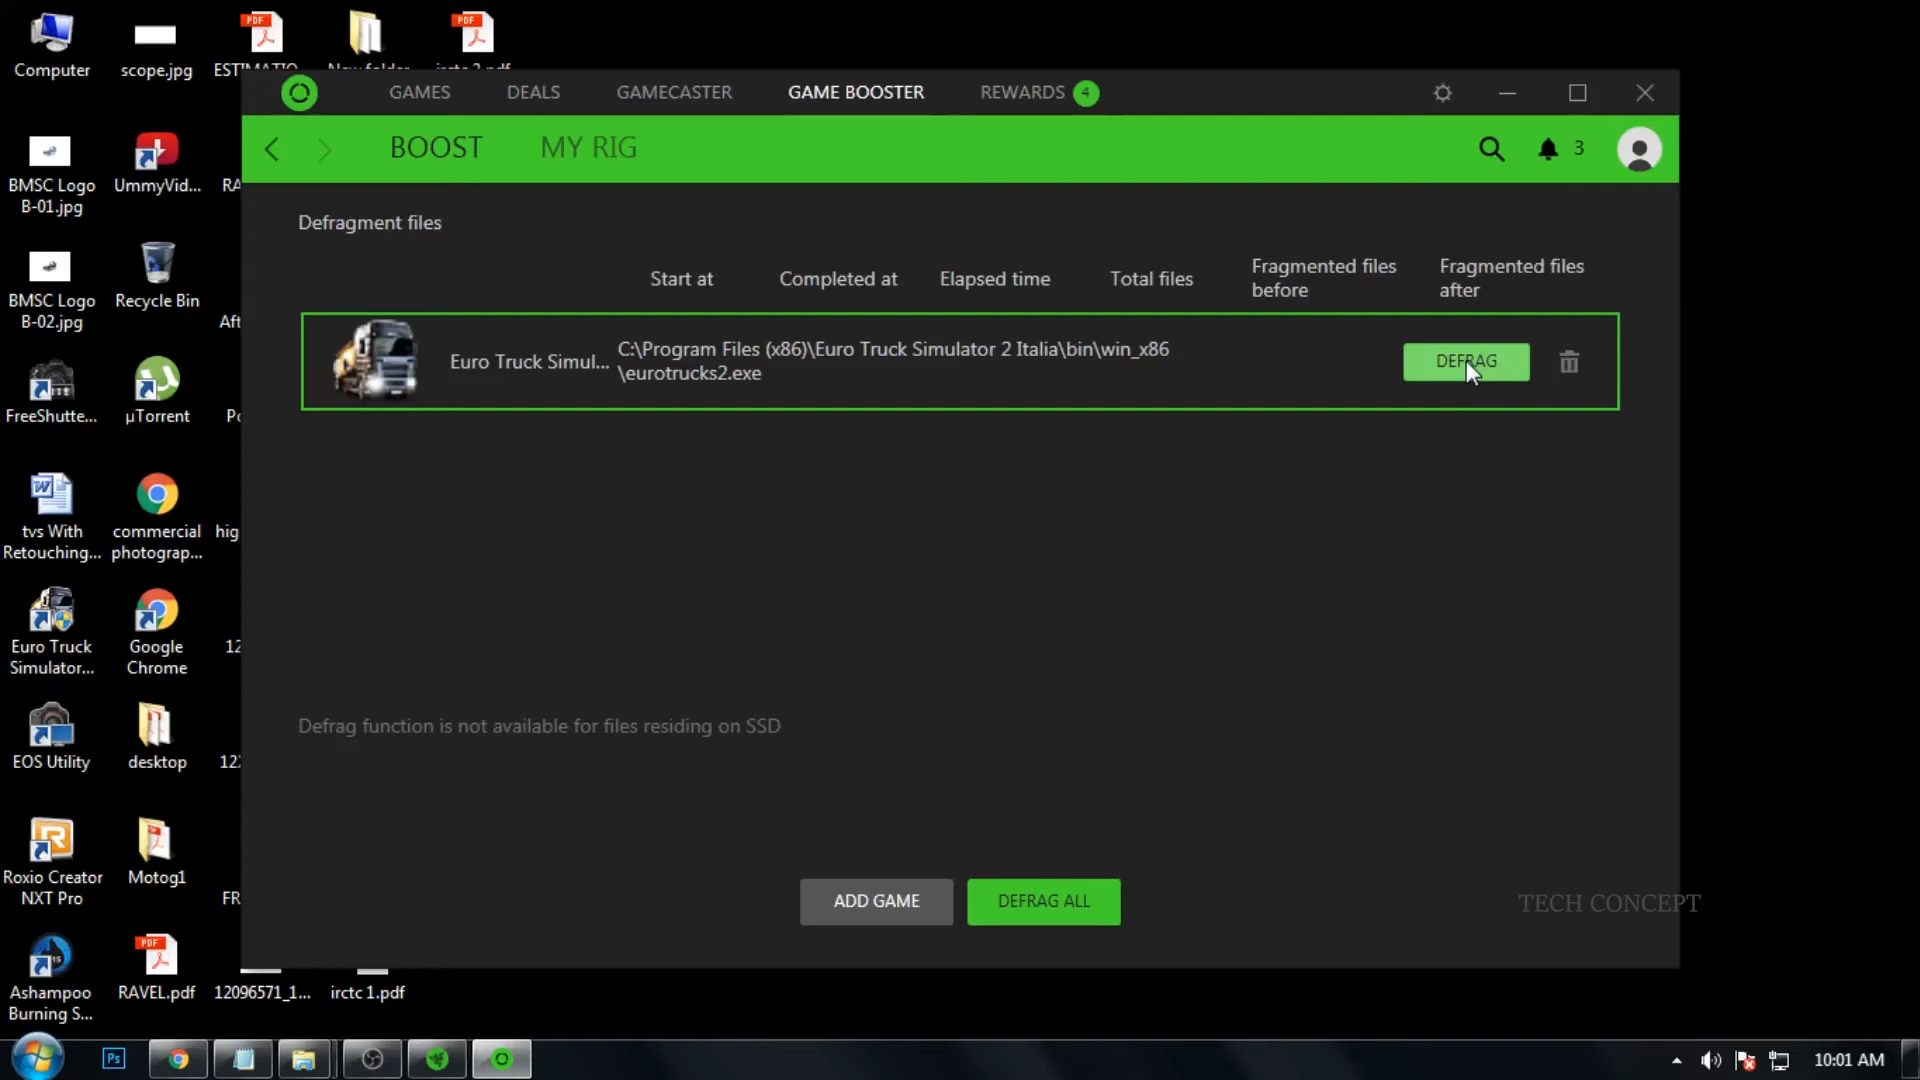 GAMES DEALS GAMECASTER GAME BOOSTER REWARDS 4
BOOST MY RIG 3
Defragment files
Start at Completed at Elapsed time Total files Fragmented files before Fragmented files after
Euro Truck Simul...
C:\Program Files (x86)\Euro Truck Simulator 2 Italia\bin\win_x86
\eurotrucks2.exe
DEFRAG
Defrag function is not available for files residing on SSD
ADD GAME DEFRAG ALL
TECH CONCEPT
Computer
scope.jpg
BMSC Logo
B-01.jpg
UmmyVid...
BMSC Logo
B-02.jpg
Recycle Bin
FreeShutte...
µTorrent
tvs With
Retouching...
commercial
photograp...
Euro Truck
Simulator...
Google
Chrome
EOS Utility
desktop
Roxio Creator
NXT Pro
Motog1
Ashampoo
Burning S...
RAVEL.pdf
12096571_1...
irctc 1.pdf
PDF
PDF
PDF
Ps
10:01 AM